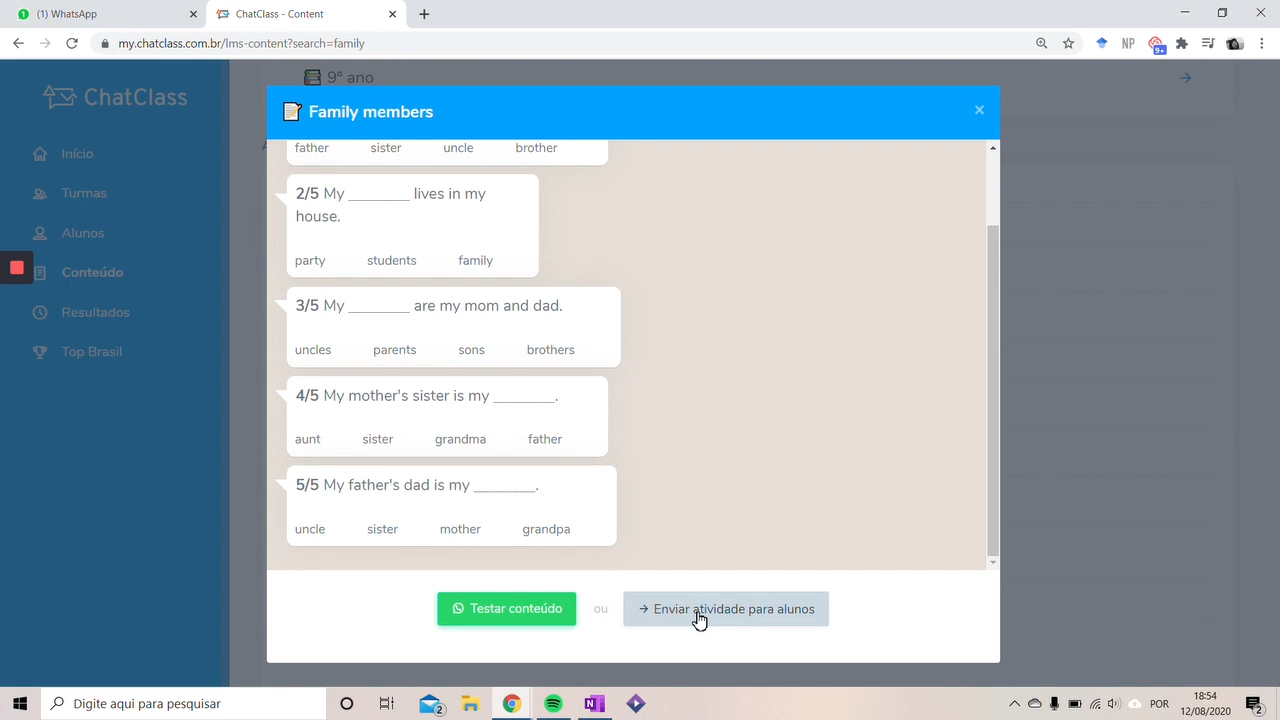 (1) WhatsApp
ChatClass - Content
my.chatclass.com.br/lms-content?search=family
NP
9+
9º ano
ChatClass
Início
Turmas
Alunos
Conteúdo
Resultados
Top Brasil
Family members
father sister uncle brother
2/5 My ________ lives in my
house.
party students family
3/5 My ________ are my mom and dad.
uncles parents sons brothers
4/5 My mother's sister is my ________.
aunt sister grandma father
5/5 My father's dad is my ________.
uncle sister mother grandpa
Testar conteúdo
ou
→ Enviar atividade para alunos
Digite aqui para pesquisar
2
POR
18:54
12/08/2020
2